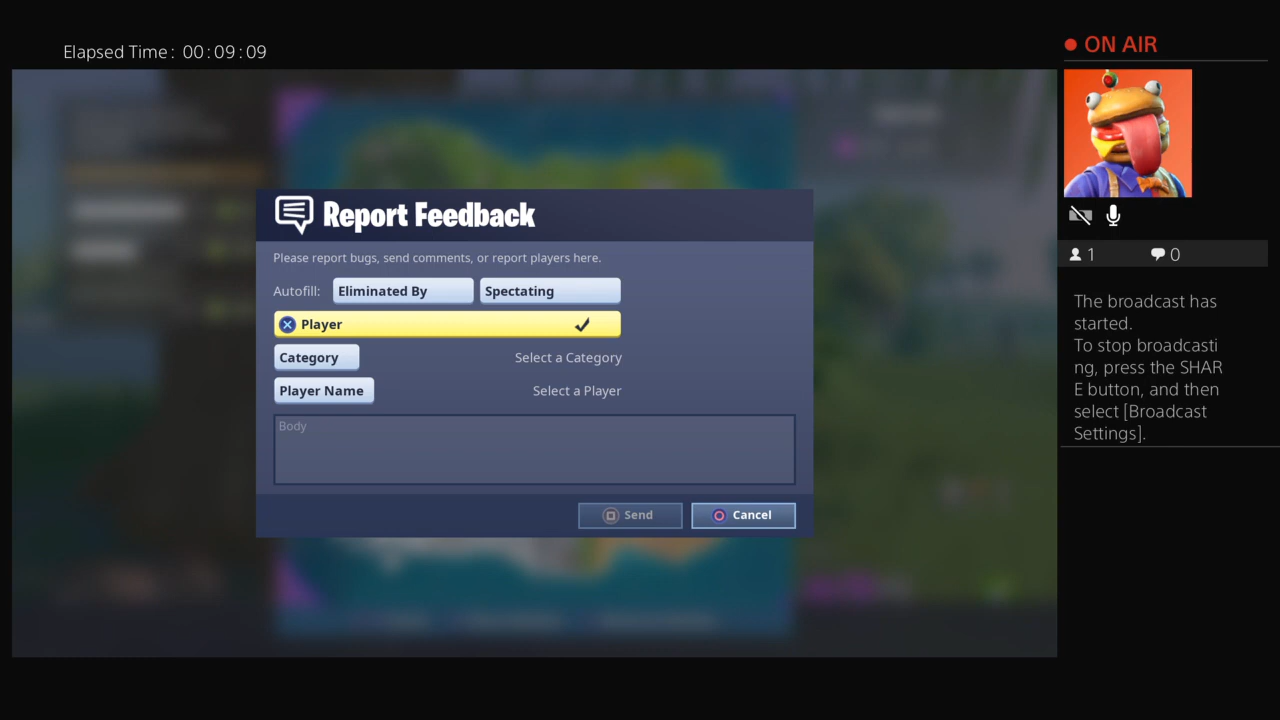 Elapsed Time: 00:09:09
ON AIR
Report Feedback
Please report bugs, send comments, or report players here.
Autofill: Eliminated By Spectating
Player
Category Select a Category
Player Name Select a Player
Body
Send Cancel
1 0
The broadcast has
started.
To stop broadcasti
ng, press the SHAR
E button, and then
select [Broadcast
Settings].